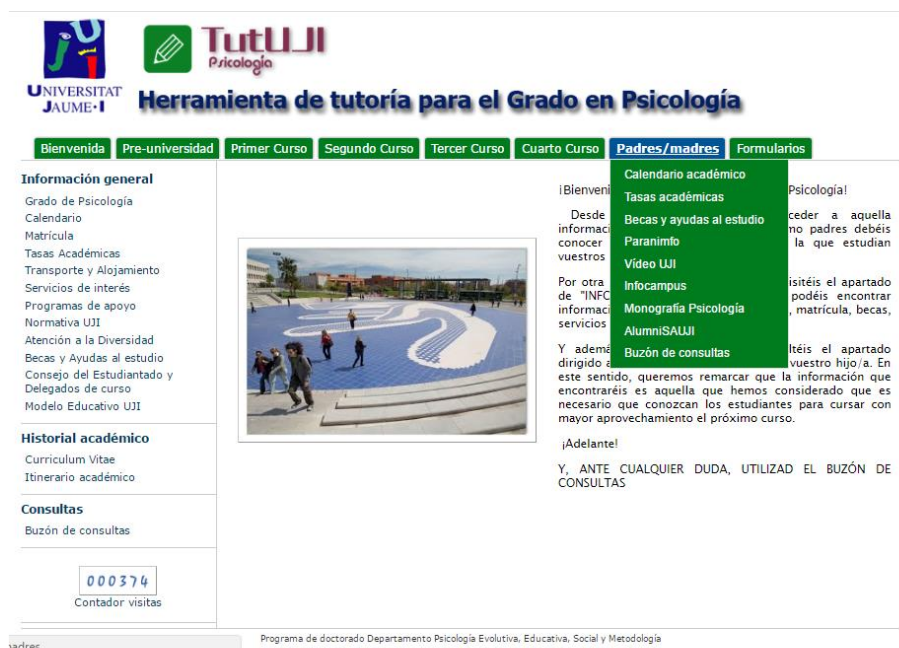 UNIVERSITAT
JAUME·I
TutUJI
Psicología
Herramienta de tutoría para el Grado en Psicología
Bienvenida Pre-universidad Primer Curso Segundo Curso Tercer Curso Cuarto Curso Padres/madres Formularios
Información general
Grado de Psicología
Calendario
Matrícula
Tasas Académicas
Transporte y Alojamiento
Servicios de interés
Programas de apoyo
Normativa UJI
Atención a la Diversidad
Becas y Ayudas al estudio
Consejo del Estudiantado y
Delegados de curso
Modelo Educativo UJI
Historial académico
Curriculum Vitae
Itinerario académico
Consultas
Buzón de consultas
000374
Contador visitas
Calendario académico
Tasas académicas
Becas y ayudas al estudio
Paranimfo
Vídeo UJI
Infocampus
Monografía Psicología
AlumniSAUJI
Buzón de consultas
Psicología!
Desde ceder a aquella
padres debéis
conocer la que estudian
vuestros
Por otra el apartado
de podéis encontrar
matrícula, becas,
servicios
Y el apartado
dirigido vuestro hijo/a. En
este sentido, queremos remarcar que la información que
encontraréis es aquella que hemos considerado que es
necesario que conozcan los estudiantes para cursar con
mayor aprovechamiento el próximo curso.
¡Adelante!
Y, ANTE CUALQUIER DUDA, UTILIZAD EL BUZÓN DE
CONSULTAS
Programa de doctorado Departamento Psicología Evolutiva, Educativa, Social y Metodología